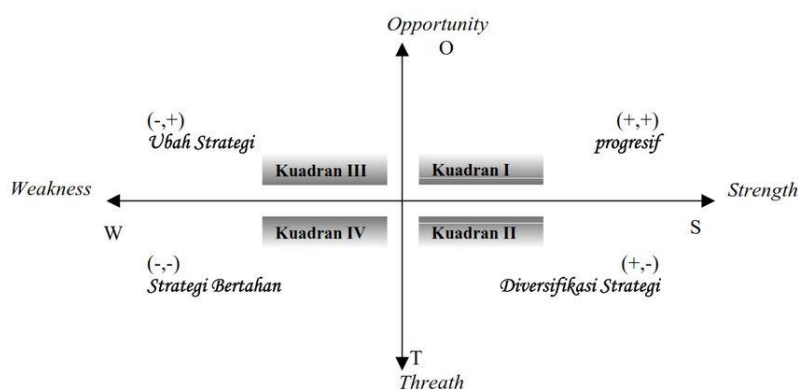 Opportunity
O
(-,+)
Ubah Strategi
(+,+)
progresif
Kuadran III
Kuadran I
Weakness
Strength
W
S
Kuadran IV
Kuadran II
(-,-)
Strategi Bertahan
(+,-)
Diversifikasi Strategi
T
Threath